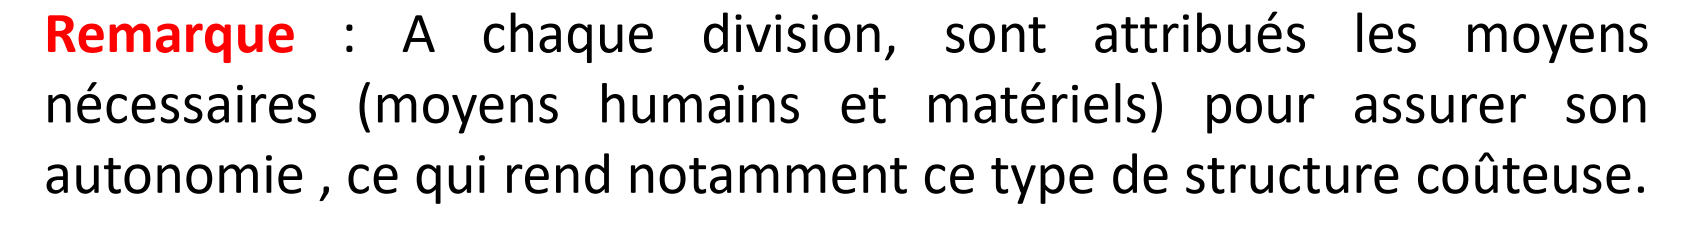 Remarque : A chaque division, sont attribués les moyens
nécessaires (moyens humains et matériels) pour assurer son
autonomie , ce qui rend notamment ce type de structure coûteuse.